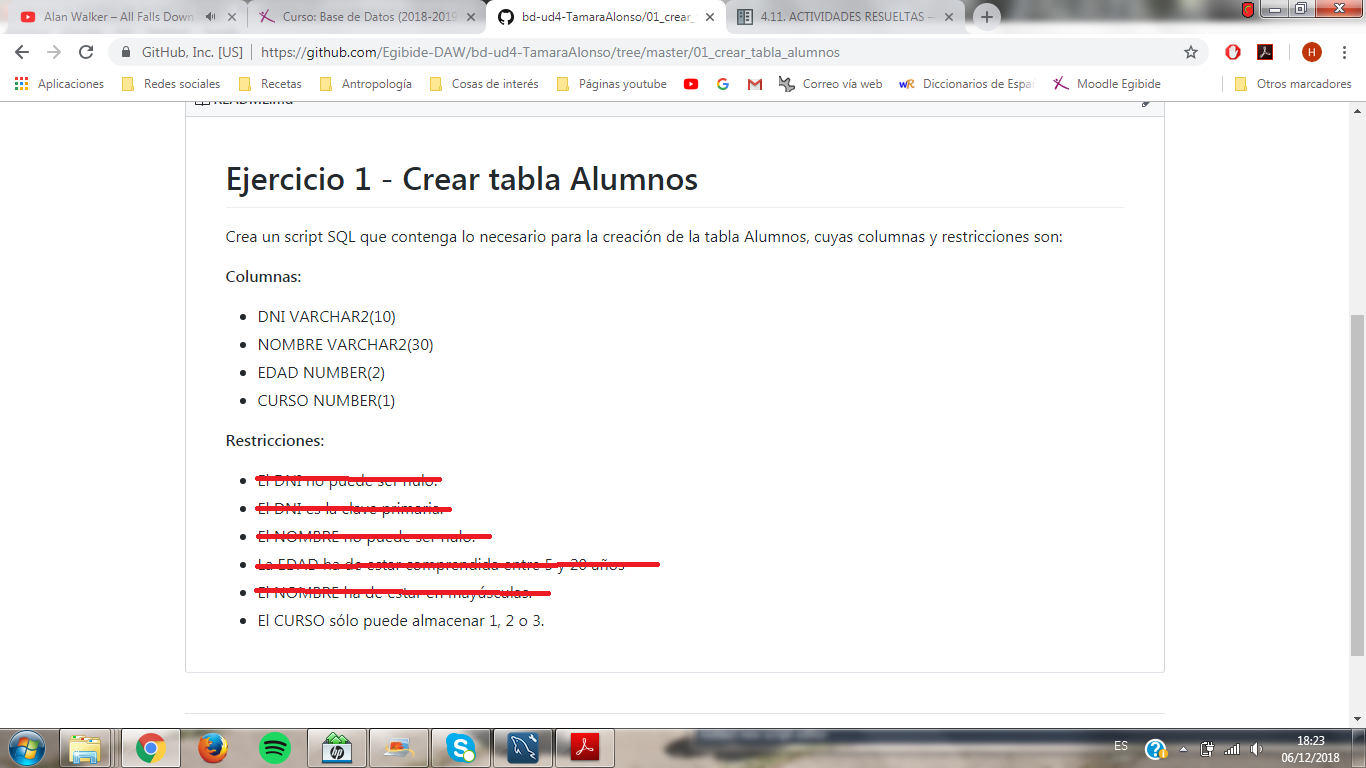 Alan Walker – All Falls Down
Curso: Base de Datos (2018-2019
bd-ud4-TamaraAlonso/01_crear_
4.11. ACTIVIDADES RESUELTAS —
GitHub, Inc. [US]
https://github.com/Egibide-DAW/bd-ud4-TamaraAlonso/tree/master/01_crear_tabla_alumnos
H
Aplicaciones
Redes sociales
Recetas
Antropología
Cosas de interés
Páginas youtube
Correo vía web
Diccionarios de Espa
Moodle Egibide
Otros marcadores
README.md
Ejercicio 1 - Crear tabla Alumnos
Crea un script SQL que contenga lo necesario para la creación de la tabla Alumnos, cuyas columnas y restricciones son:
Columnas:
DNI VARCHAR2(10)
NOMBRE VARCHAR2(30)
EDAD NUMBER(2)
CURSO NUMBER(1)
Restricciones:
El DNI no puede ser nulo.
El DNI es la clave primaria.
El NOMBRE no puede ser nulo.
La EDAD ha de estar comprendida entre 5 y 20 años
El NOMBRE ha de estar en mayúsculas.
El CURSO sólo puede almacenar 1, 2 o 3.
ES
18:23
06/12/2018